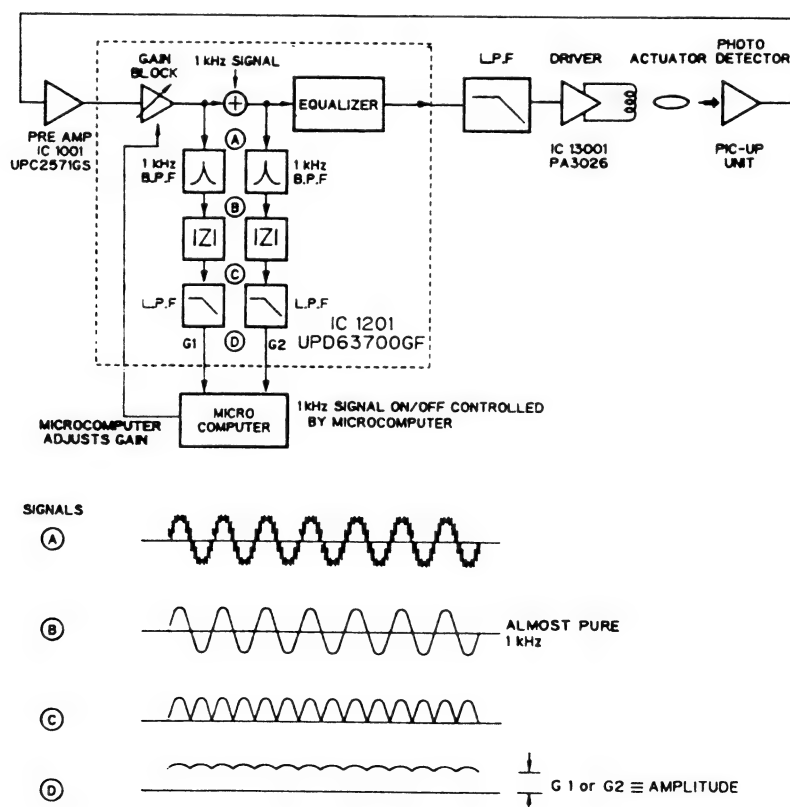 GAIN
BLOCK
1 kHz SIGNAL
EQUALIZER
L.P.F
DRIVER
ACTUATOR
PHOTO
DETECTOR
PRE AMP
IC 1001
UPC2571GS
IC 13001
PA3026
PIC-UP
UNIT
A
1 kHz
B.P.F
1 kHz
B.P.F
B
|Z|
|Z|
C
L.P.F
L.P.F
IC 1201
UPD63700GF
G1
D
G2
MICRO
COMPUTER
1kHz SIGNAL ON/OFF CONTROLLED
BY MICROCOMPUTER
MICROCOMPUTER
ADJUSTS GAIN
SIGNALS
A
B
ALMOST PURE
1 kHz
C
D
G 1 or G2 ≡ AMPLITUDE